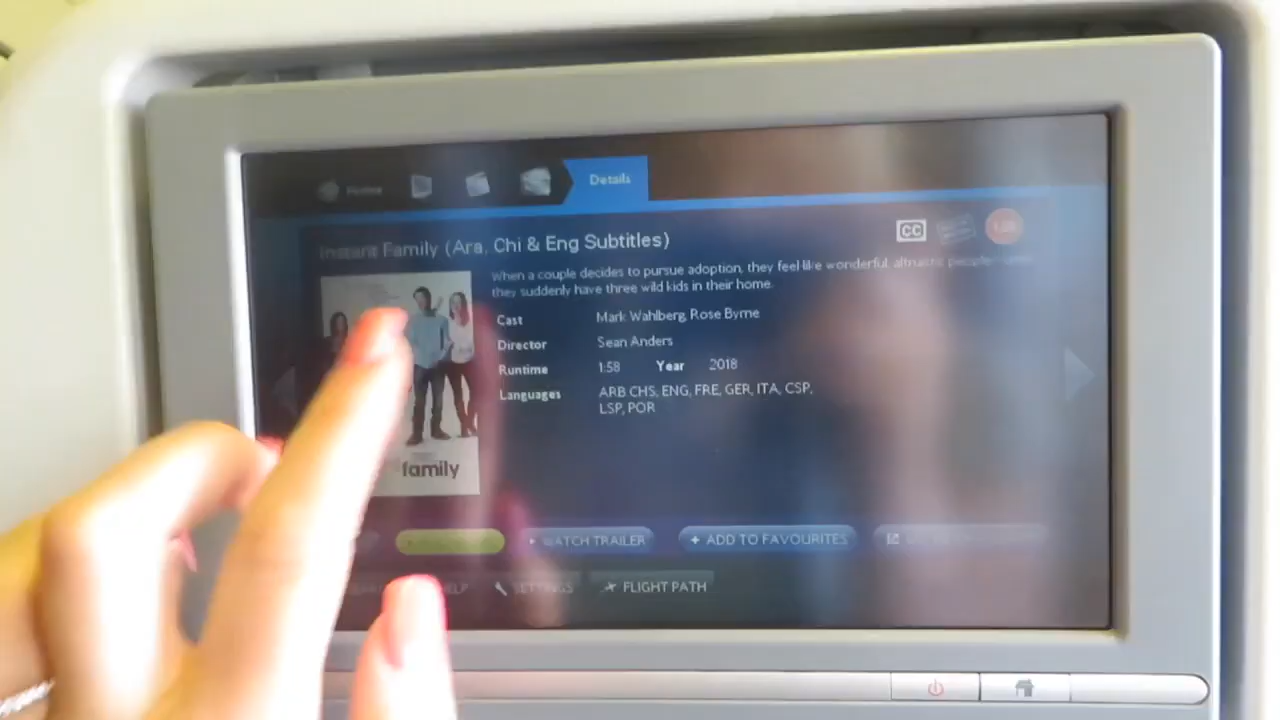 Home
Details
Instant Family (Ara, Chi & Eng Subtitles)
CC
When a couple decides to pursue adoption, they feel like wonderful, altruistic people
they suddenly have three wild kids in their home.
Cast Mark Wahlberg, Rose Byrne
Director Sean Anders
Runtime 1:58 Year 2018
Languages ARB CHS, ENG, FRE, GER, ITA, CSP,
LSP, POR
family
WATCH TRAILER + ADD TO FAVOURITES
SETTINGS FLIGHT PATH